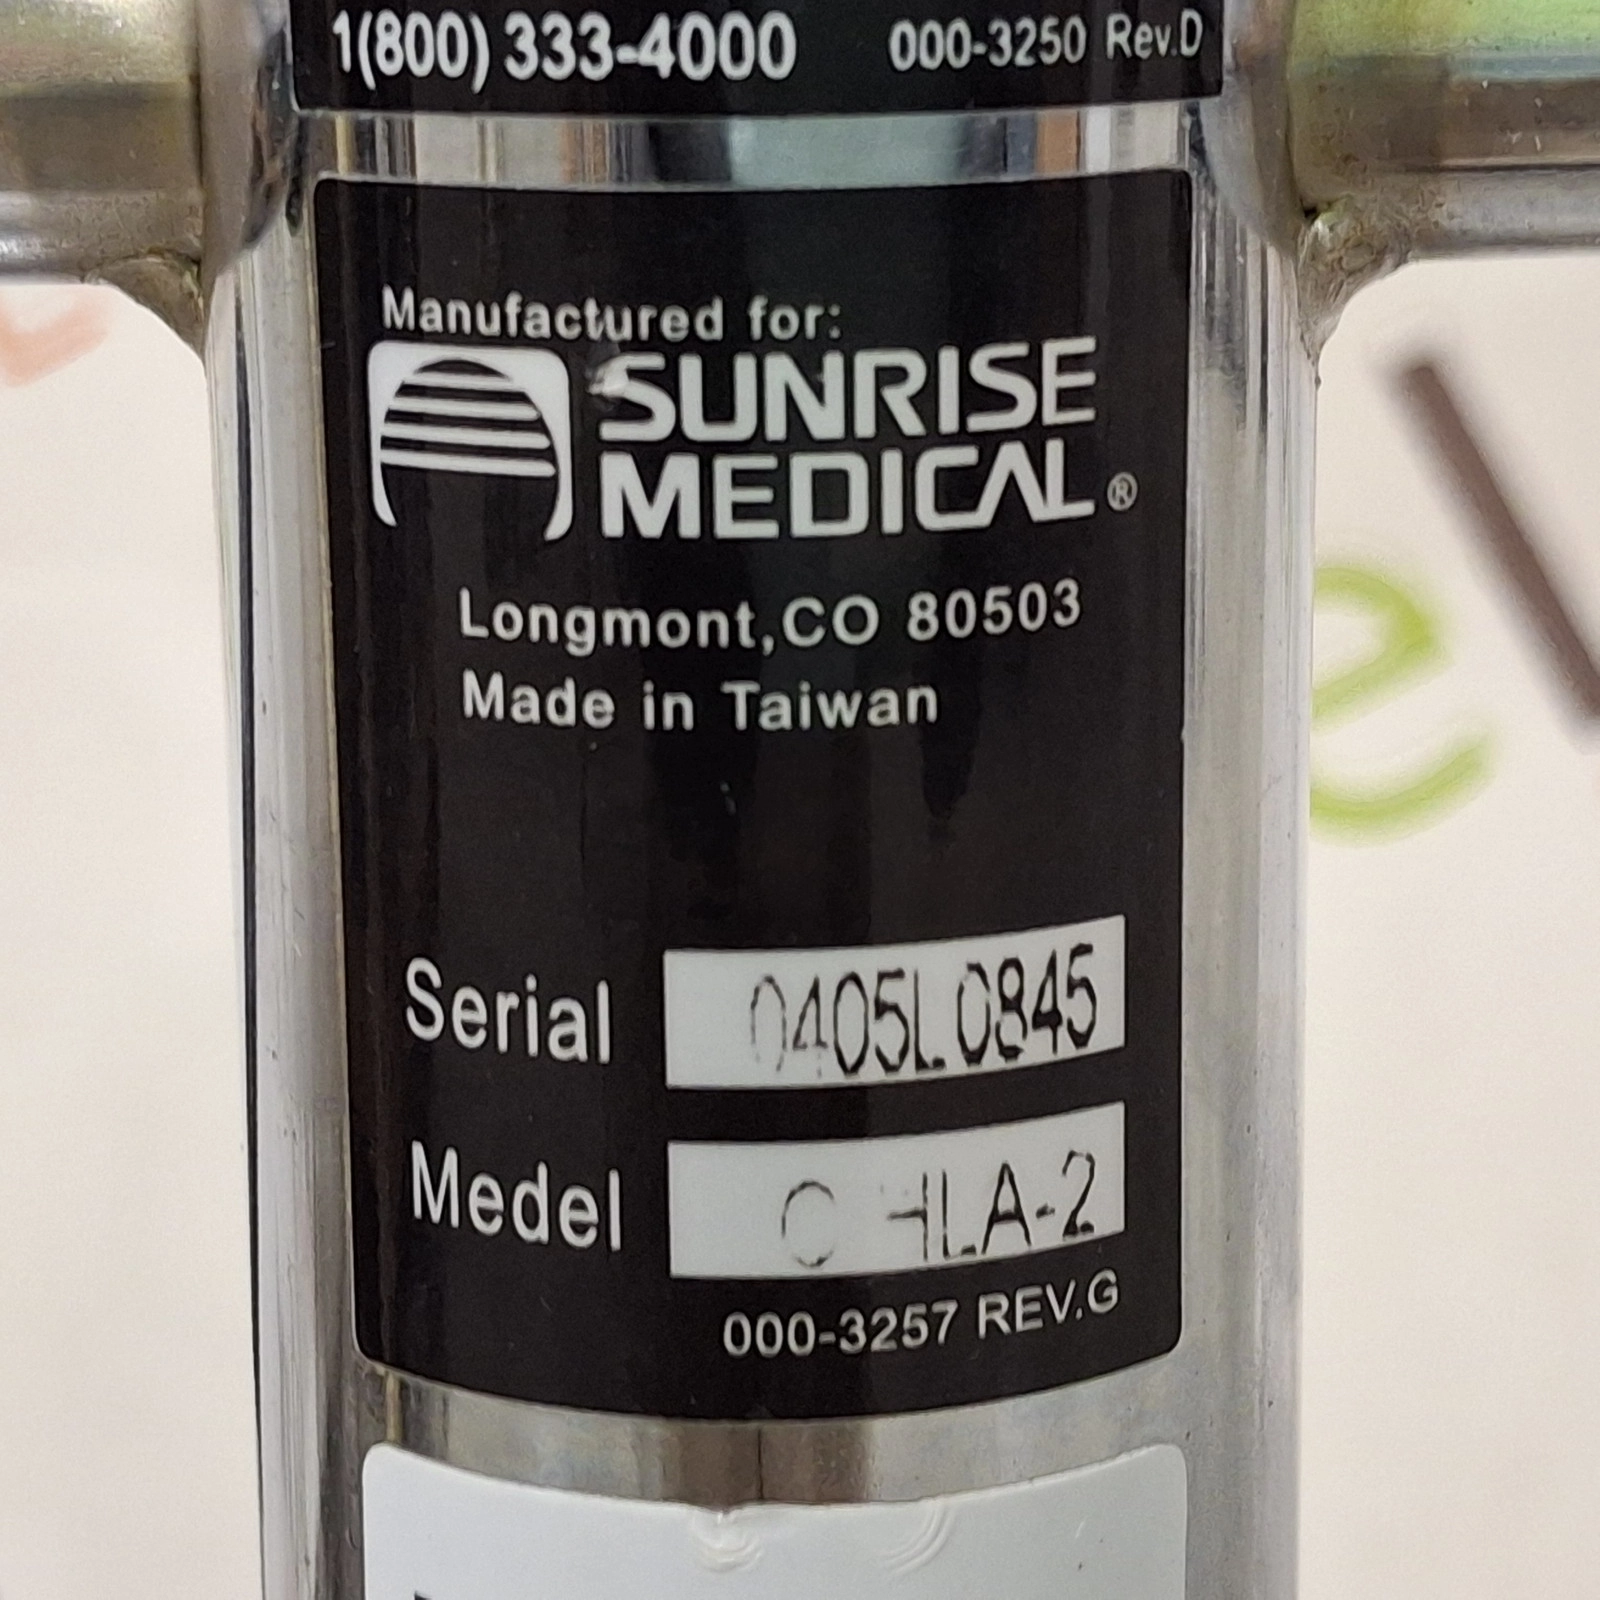 1(800) 333-4000 000-3250 Rev.D
Manufactured for:
SUNRISE
MEDICAL®
Longmont,CO 80503
Made in Taiwan
Serial 0405L0845
Medel HLA-2
000-3257 REV.G
e